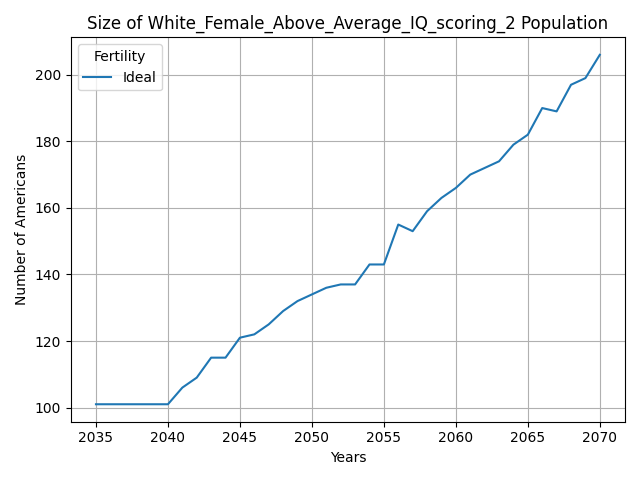 Size of White_Female_Above_Average_IQ_scoring_2 Population
Fertility
Ideal
Number of Americans
200
180
160
140
120
100
2035 2040 2045 2050 2055 2060 2065 2070
Years